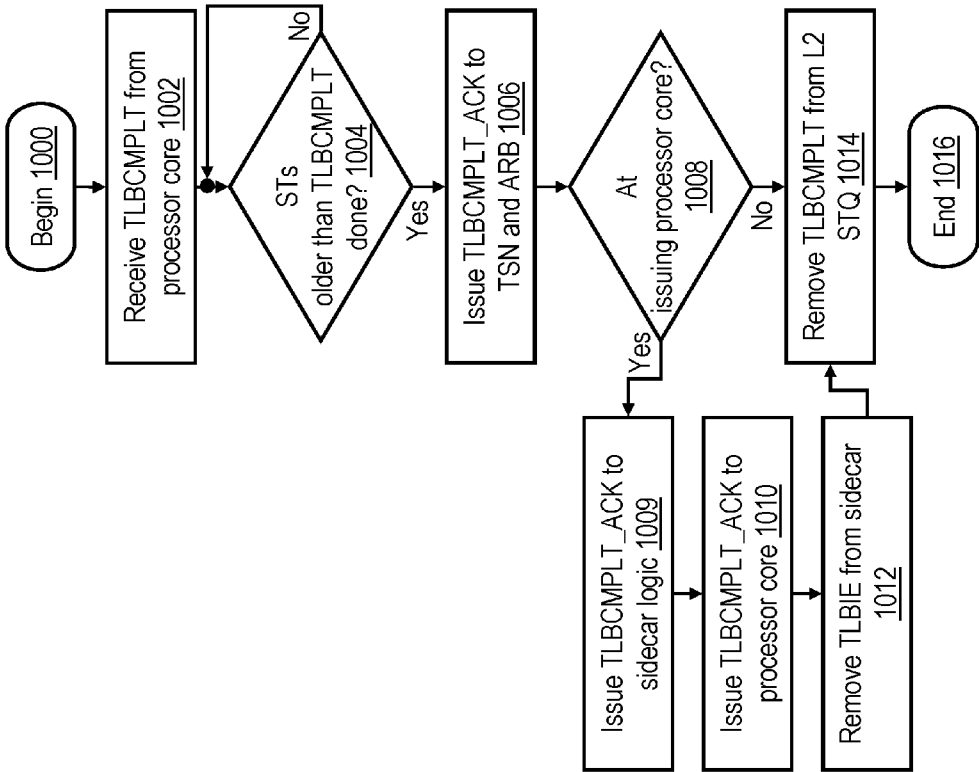 Begin 1000
Receive TLBCMPLT from
processor core 1002
STs
older than TLBCMPLT
done? 1004
No
Yes
Issue TLBCMPLT_ACK to
TSN and ARB 1006
At
issuing processor core?
1008
Yes
No
Issue TLBCMPLT_ACK to
sidecar logic 1009
Issue TLBCMPLT_ACK to
processor core 1010
Remove TLBIE from sidecar
1012
Remove TLBCMPLT from L2
STQ 1014
End 1016